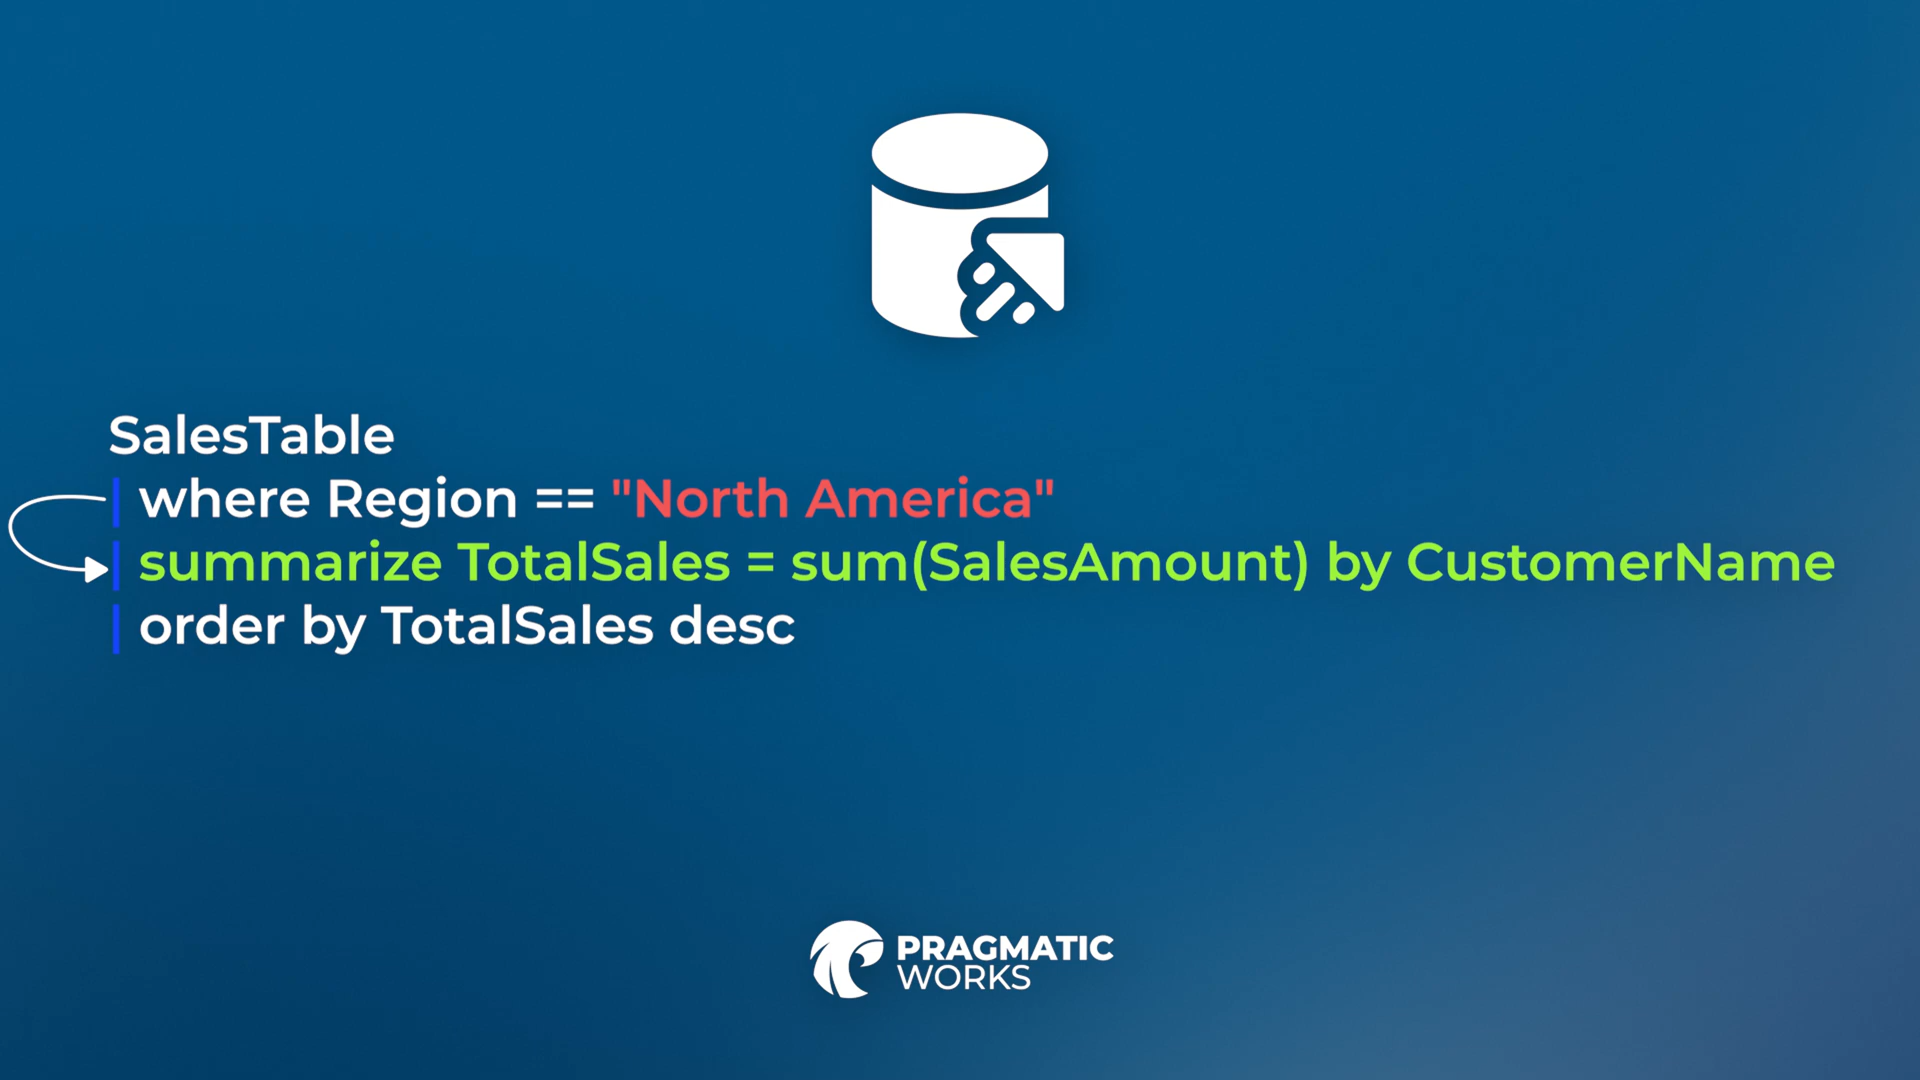 SalesTable
| where Region == "North America"
| summarize TotalSales = sum(SalesAmount) by CustomerName
| order by TotalSales desc
PRAGMATIC
WORKS